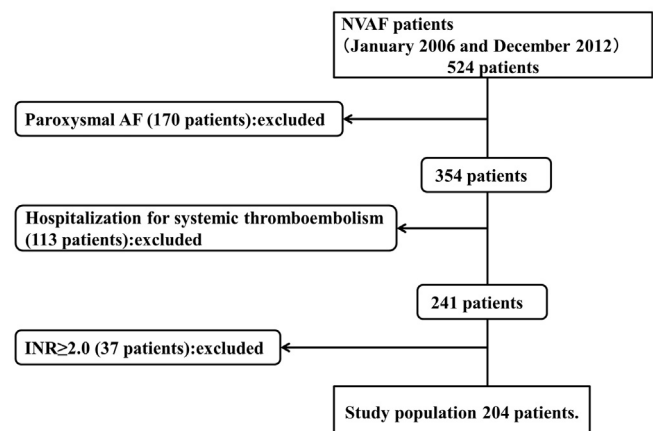 NVAF patients
（January 2006 and December 2012）
524 patients
Paroxysmal AF (170 patients):excluded
354 patients
Hospitalization for systemic thromboembolism
(113 patients):excluded
241 patients
INR≥2.0 (37 patients):excluded
Study population 204 patients.